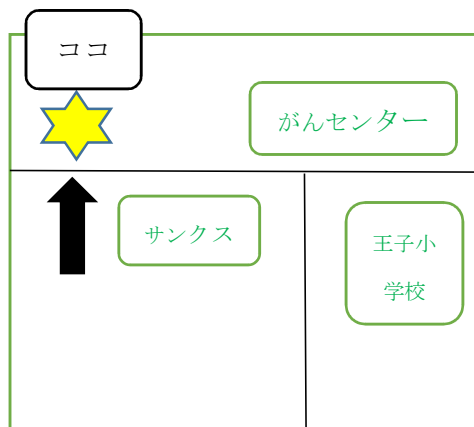 ココ
がんセンター
サンクス
王子小
学校